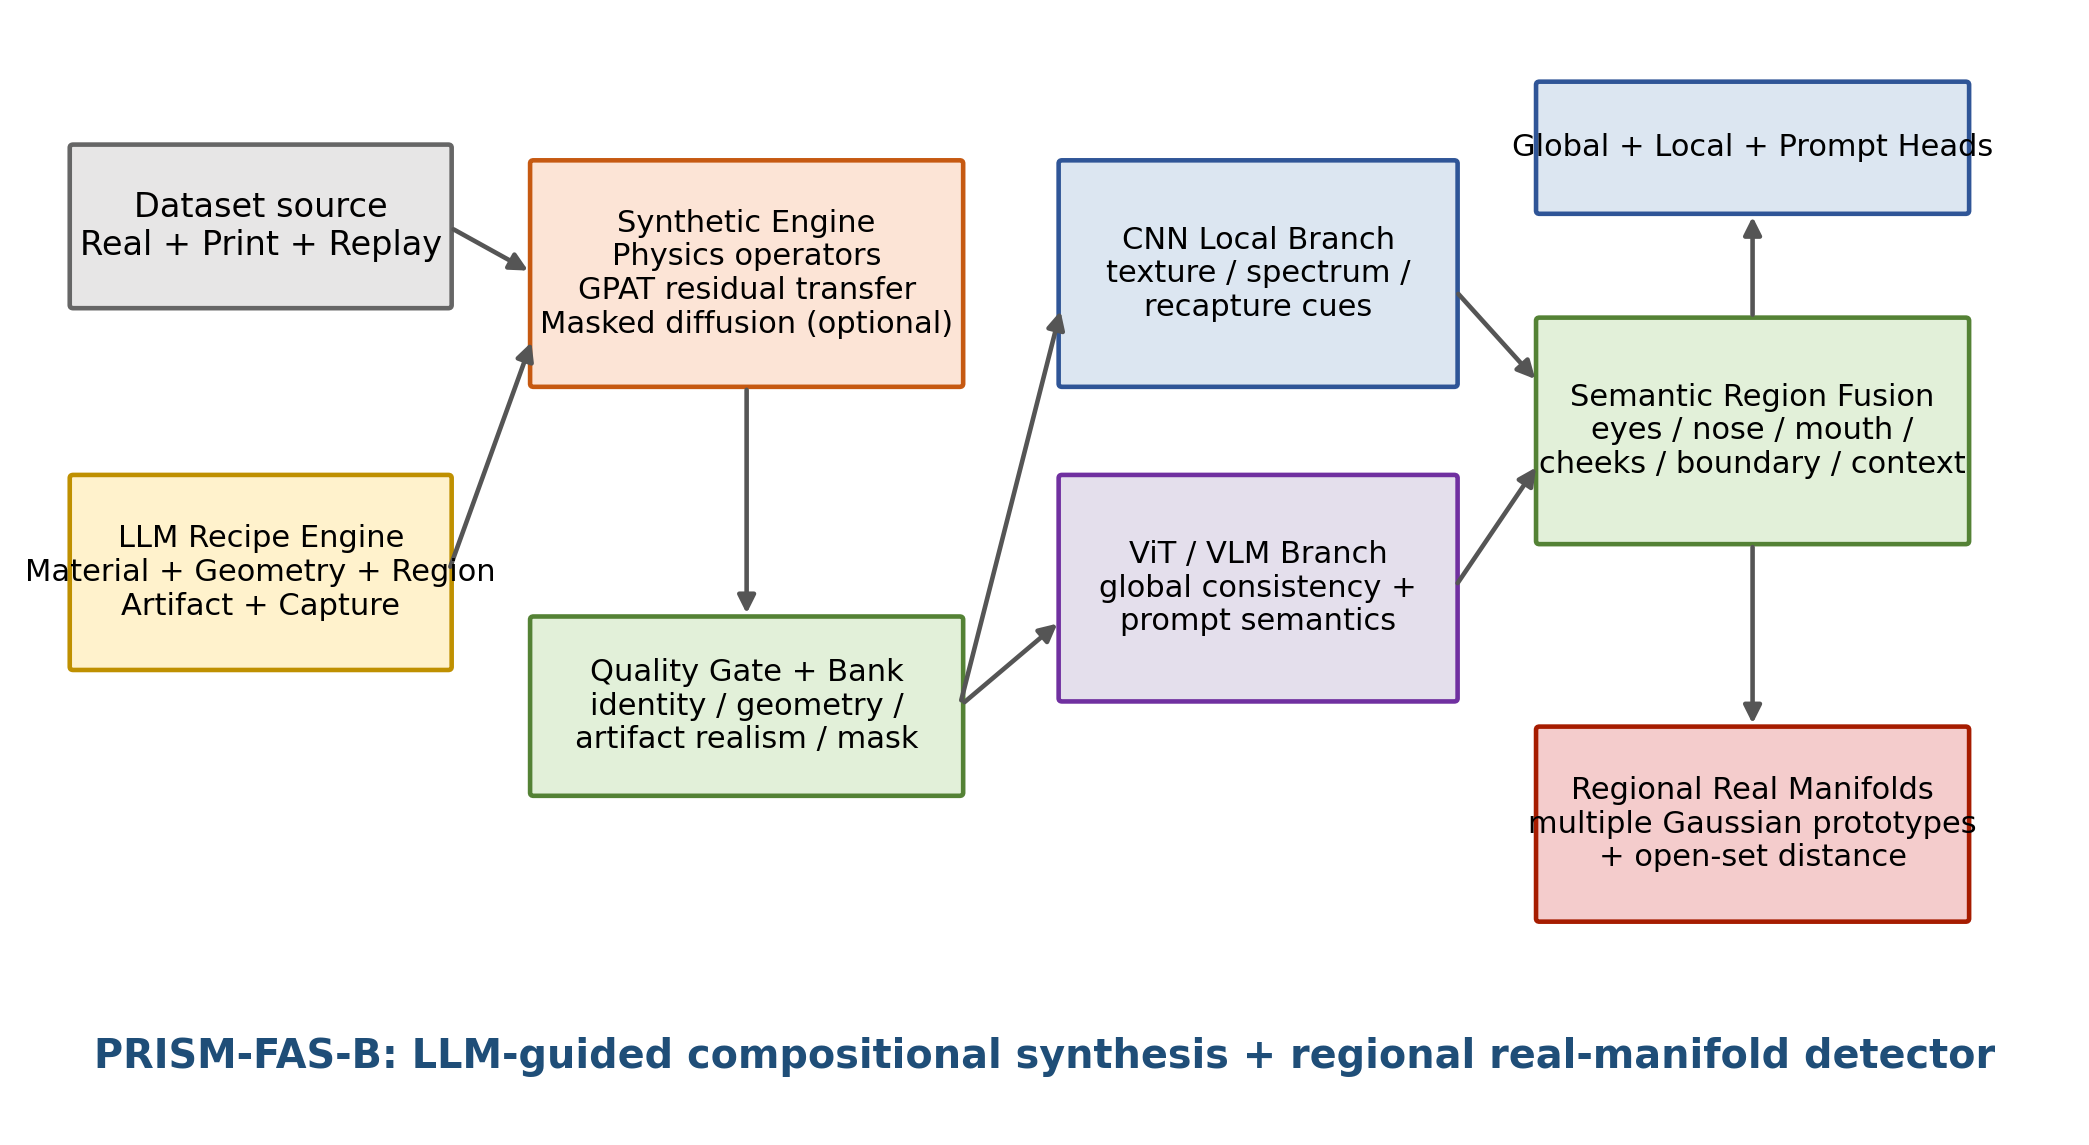 Dataset source
Real + Print + Replay
LLM Recipe Engine
Material + Geometry + Region
Artifact + Capture
Synthetic Engine
Physics operators
GPAT residual transfer
Masked diffusion (optional)
Quality Gate + Bank
identity / geometry /
artifact realism / mask
CNN Local Branch
texture / spectrum /
recapture cues
ViT / VLM Branch
global consistency +
prompt semantics
Global + Local + Prompt Heads
Semantic Region Fusion
eyes / nose / mouth /
cheeks / boundary / context
Regional Real Manifolds
multiple Gaussian prototypes
+ open-set distance
PRISM-FAS-B: LLM-guided compositional synthesis + regional real-manifold detector